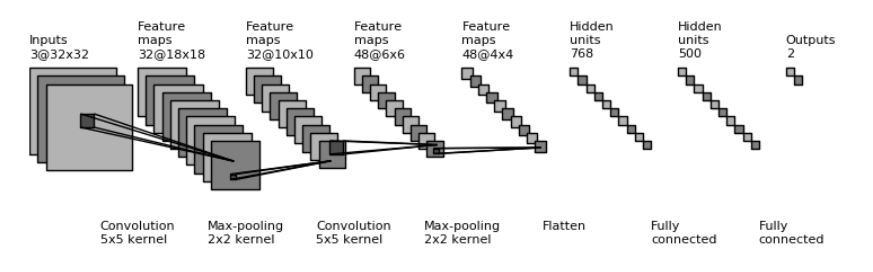 Inputs
3@32x32
Feature
maps
32@18x18
Feature
maps
32@10x10
Feature
maps
48@6x6
Feature
maps
48@4x4
Hidden
units
768
Hidden
units
500
Outputs
2
Convolution
5x5 kernel
Max-pooling
2x2 kernel
Convolution
5x5 kernel
Max-pooling
2x2 kernel
Flatten
Fully
connected
Fully
connected